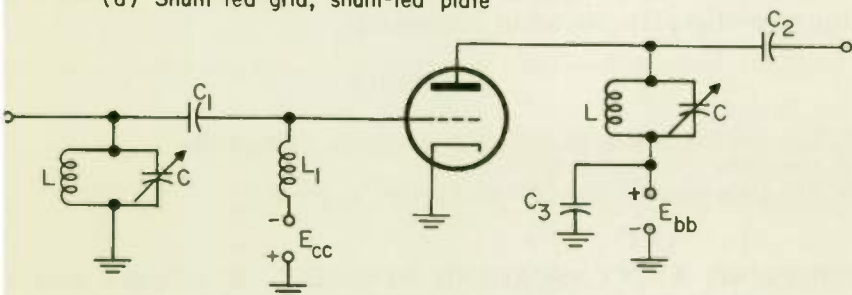 (a) Shunt fed grid, shunt-fed plate
C2
C1
L C
L1
L C
C3
+
Ebb
-
-
Ecc
+